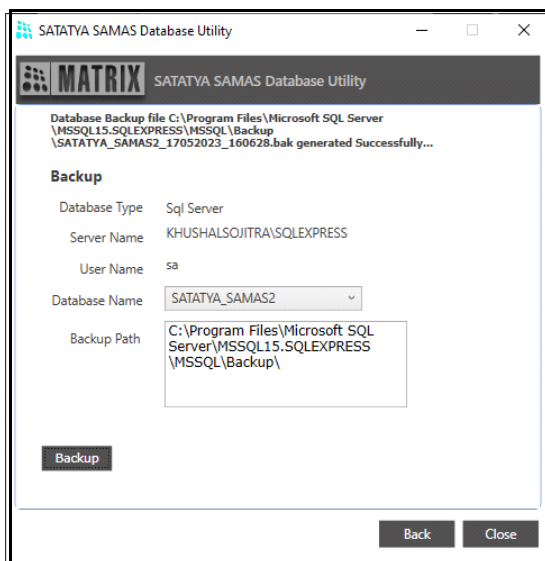 SATATYA SAMAS Database Utility
MATRIX SATATYA SAMAS Database Utility
Database Backup file C:\Program Files\Microsoft SQL Server
\MSSQL15.SQLEXPRESS\MSSQL\Backup
\SATATYA_SAMAS2_17052023_160628.bak generated Successfully...
Backup
Database Type Sql Server
Server Name KHUSHALSOJITRA\SQLEXPRESS
User Name sa
Database Name SATATYA_SAMAS2
Backup Path C:\Program Files\Microsoft SQL
Server\MSSQL15.SQLEXPRESS
\MSSQL\Backup\
Backup
Back Close